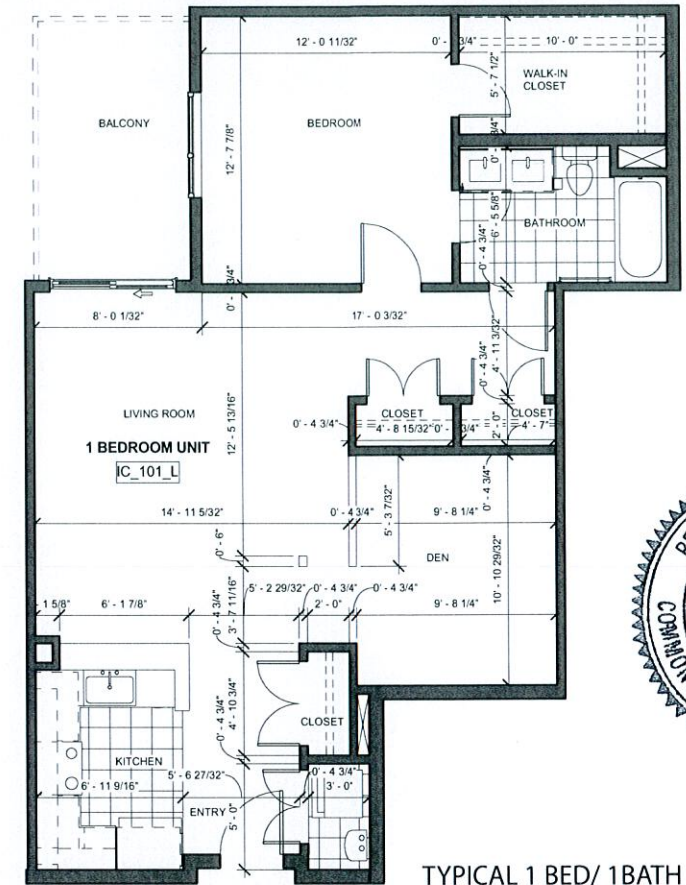 12' - 0 11/32"
10' - 0"
5' - 7 1/2"
WALK-IN
CLOSET
BALCONY
BEDROOM
12' - 7 7/8"
BATHROOM
6' - 5 5/8"
0' - 4 3/4"
8' - 0 1/32"
17' - 0 3/32"
4' - 11 3/32"
0' - 4 3/4"
LIVING ROOM
12' - 5 13/16"
0' - 4 3/4"
CLOSET
4' - 8 15/32"
CLOSET
4' - 7"
2' - 0"
1 BEDROOM UNIT
IC_101_L
0' - 4 3/4"
14' - 11 5/32"
0' - 4 3/4"
5' - 3 7/32"
9' - 8 1/4"
DEN
10' - 10 29/32"
0' - 6"
5' - 2 29/32"
0' - 4 3/4"
0' - 4 3/4"
1 5/8"
6' - 1 7/8"
0' - 4 3/4"
3' - 7 11/16"
2' - 0"
9' - 8 1/4"
0' - 4 3/4"
4' - 10 3/4"
CLOSET
KITCHEN
5' - 6 27/32"
0' - 4 3/4"
0' - 4 3/4"
6' - 11 9/16"
3' - 0"
ENTRY
5' - 0"
TYPICAL 1 BED/ 1BATH